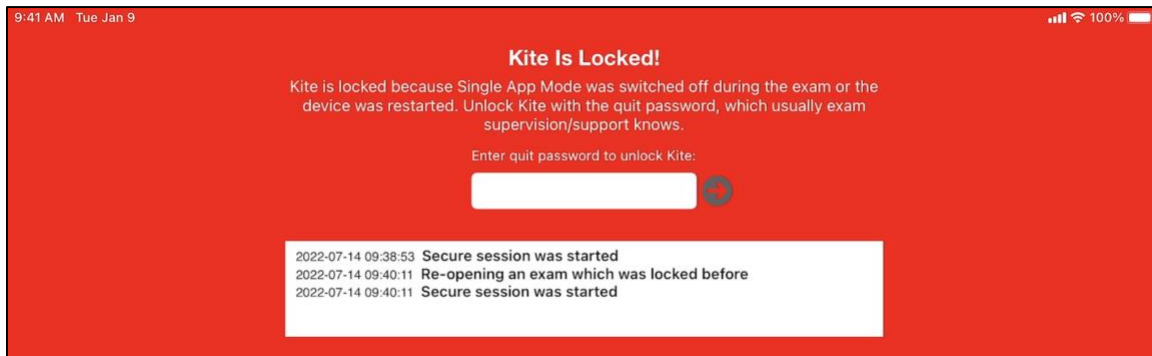 9:41 AM Tue Jan 9
100%
Kite Is Locked!
Kite is locked because Single App Mode was switched off during the exam or the
device was restarted. Unlock Kite with the quit password, which usually exam
supervision/support knows.
Enter quit password to unlock Kite:
2022-07-14 09:38:53 Secure session was started
2022-07-14 09:40:11 Re-opening an exam which was locked before
2022-07-14 09:40:11 Secure session was started